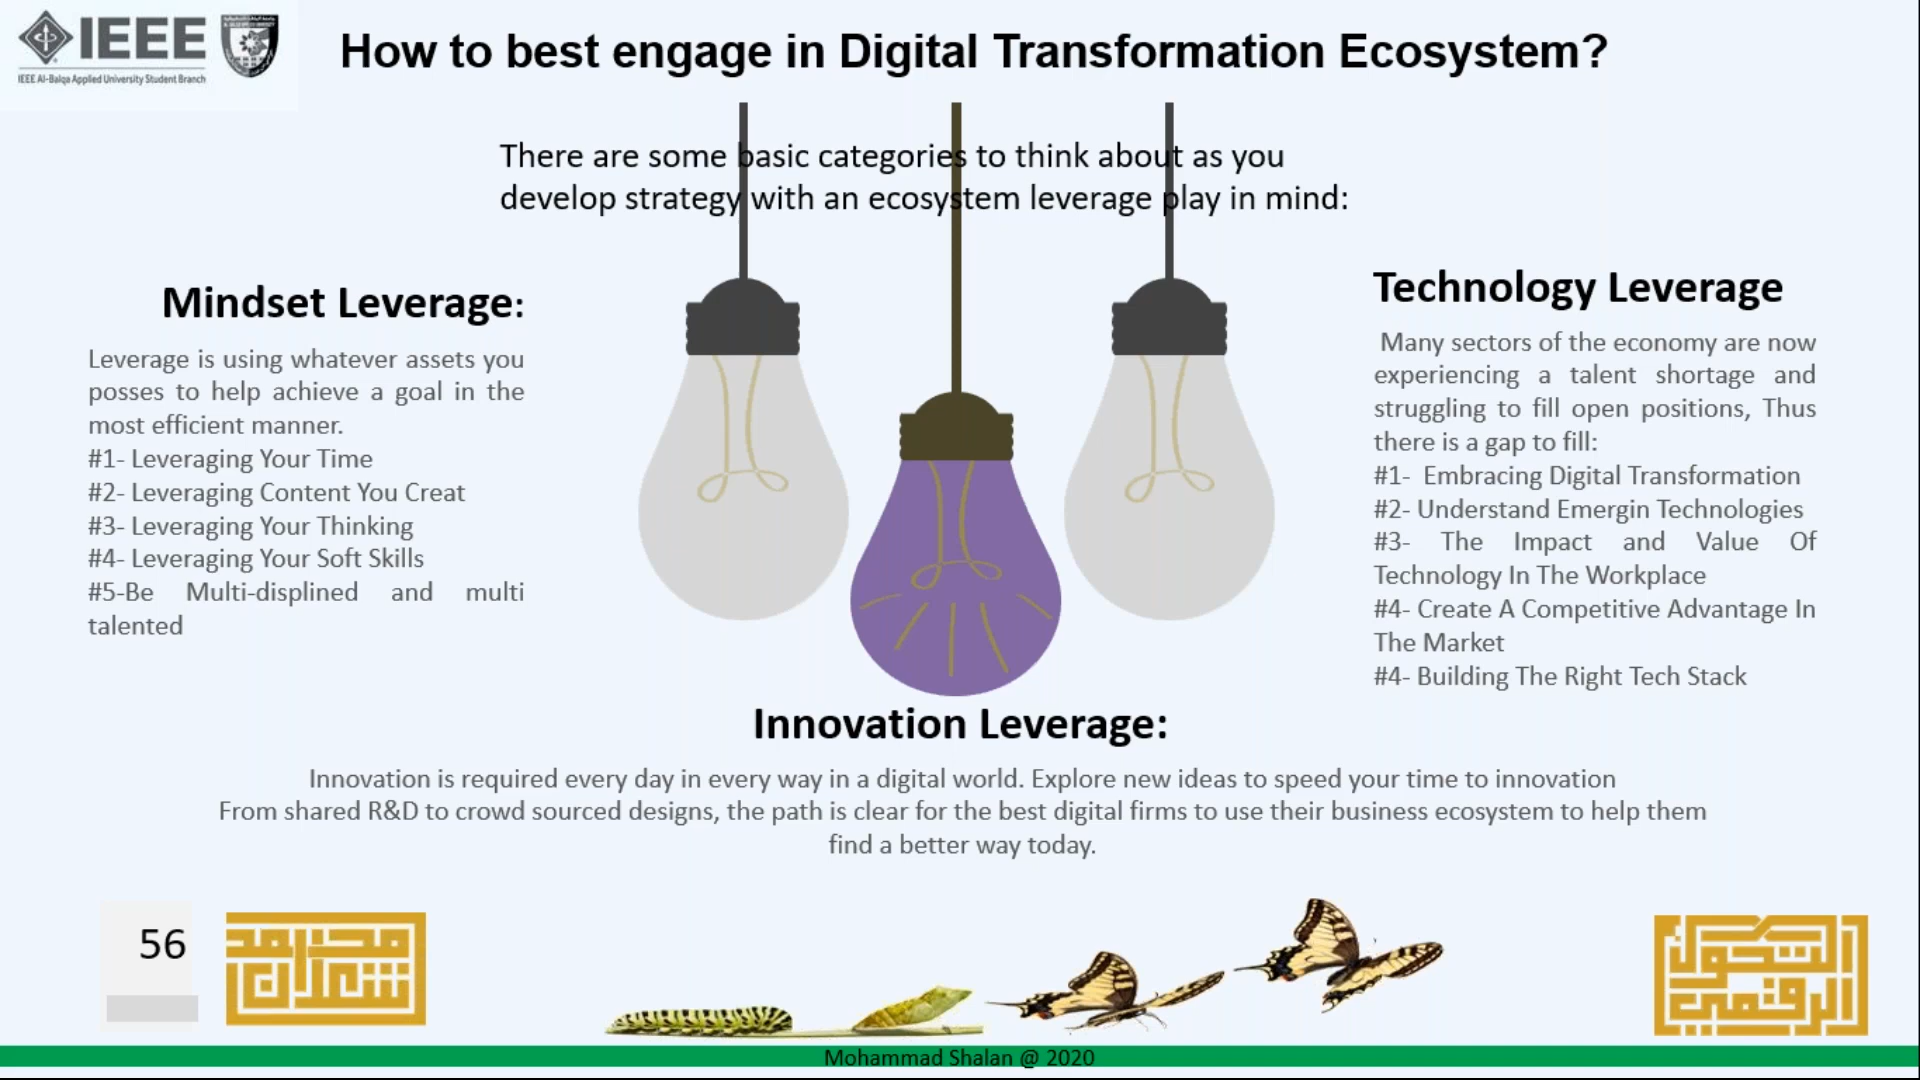 IEEE
IEEE Al-Balqa Applied University Student Branch
How to best engage in Digital Transformation Ecosystem?
There are some basic categories to think about as you
develop strategy with an ecosystem leverage play in mind:
Mindset Leverage:
Leverage is using whatever assets you
posses to help achieve a goal in the
most efficient manner.
#1- Leveraging Your Time
#2- Leveraging Content You Creat
#3- Leveraging Your Thinking
#4- Leveraging Your Soft Skills
#5-Be Multi-displined and multi
talented
Technology Leverage
Many sectors of the economy are now
experiencing a talent shortage and
struggling to fill open positions, Thus
there is a gap to fill:
#1- Embracing Digital Transformation
#2- Understand Emergin Technologies
#3- The Impact and Value Of
Technology In The Workplace
#4- Create A Competitive Advantage In
The Market
#4- Building The Right Tech Stack
Innovation Leverage:
Innovation is required every day in every way in a digital world. Explore new ideas to speed your time to innovation
From shared R&D to crowd sourced designs, the path is clear for the best digital firms to use their business ecosystem to help them
find a better way today.
56
محمد
شعلان
التحول
الرقمي
Mohammad Shalan @ 2020